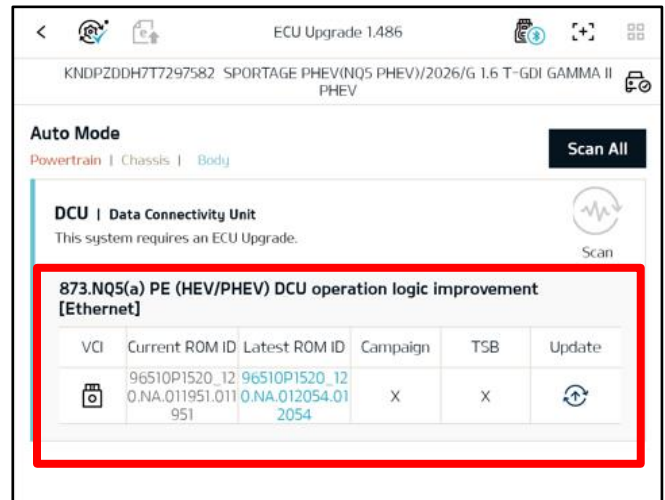 ECU Upgrade 1.486
KNDPZDDH7T7297582 SPORTAGE PHEV(NQ5 PHEV)/2026/G 1.6 T-GDI GAMMA II
PHEV
Auto Mode
Powertrain | Chassis | Body
Scan All
DCU | Data Connectivity Unit
This system requires an ECU Upgrade.
Scan
873.NQ5(a) PE (HEV/PHEV) DCU operation logic improvement
[Ethernet]
VCI Current ROM ID Latest ROM ID Campaign TSB Update
96510P1520_12 96510P1520_12
0.NA.011951.011 0.NA.012054.01 X X
951 2054